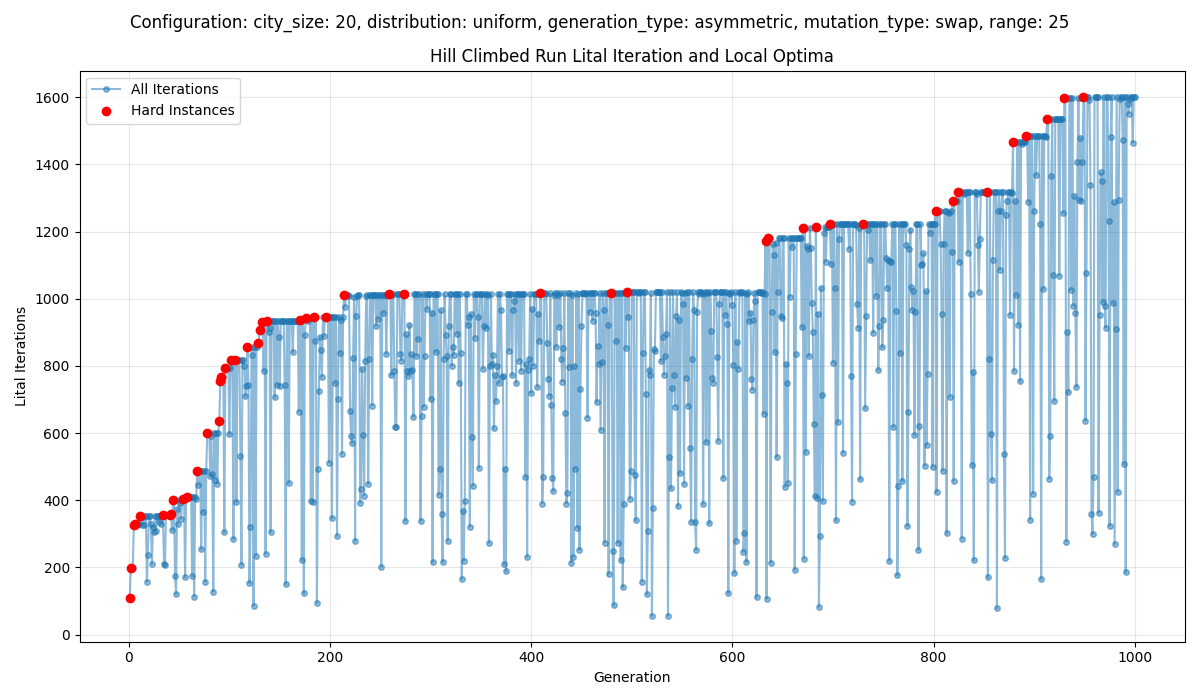 Configuration: city_size: 20, distribution: uniform, generation_type: asymmetric, mutation_type: swap, range: 25
Hill Climbed Run Lital Iteration and Local Optima
All Iterations
Hard Instances
1600
1400
1200
1000
800
600
400
200
0
Lital Iterations
0 200 400 600 800 1000
Generation